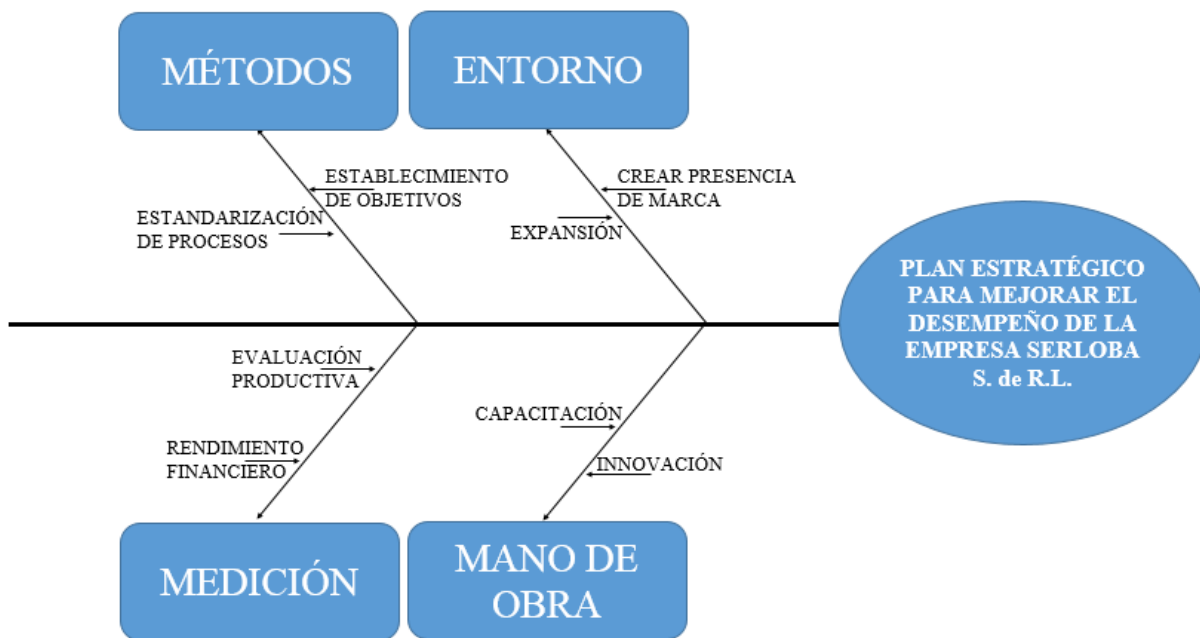 MÉTODOS
ENTORNO
ESTABLECIMIENTO
DE OBJETIVOS
ESTANDARIZACIÓN
DE PROCESOS
CREAR PRESENCIA
DE MARCA
EXPANSIÓN
PLAN ESTRATÉGICO
PARA MEJORAR EL
DESEMPEÑO DE LA
EMPRESA SERLOBA
S. de R.L.
EVALUACIÓN
PRODUCTIVA
RENDIMIENTO
FINANCIERO
CAPACITACIÓN
INNOVACIÓN
MEDICIÓN
MANO DE
OBRA